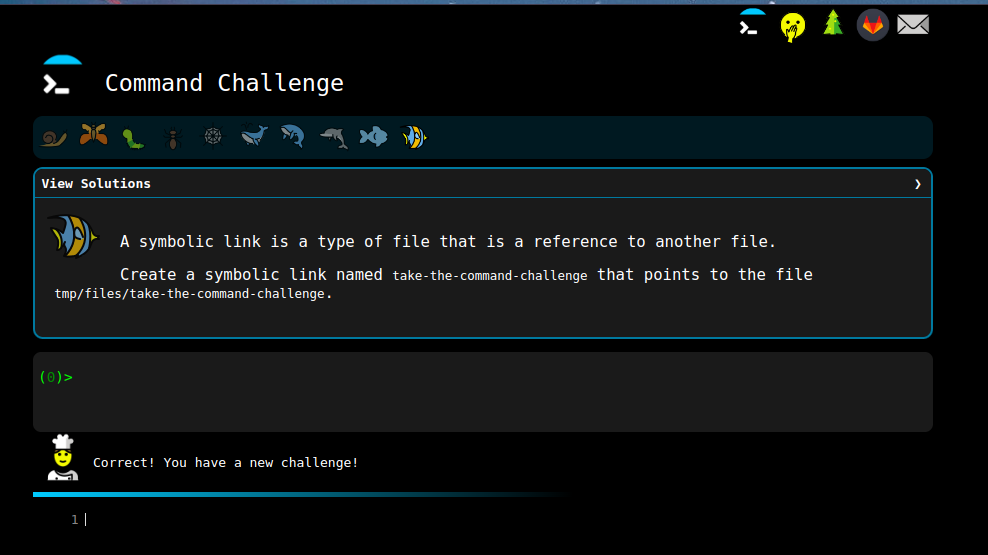 Command Challenge
View Solutions ❯
A symbolic link is a type of file that is a reference to another file.
Create a symbolic link named take-the-command-challenge that points to the file
tmp/files/take-the-command-challenge.
(0)>
Correct! You have a new challenge!
1